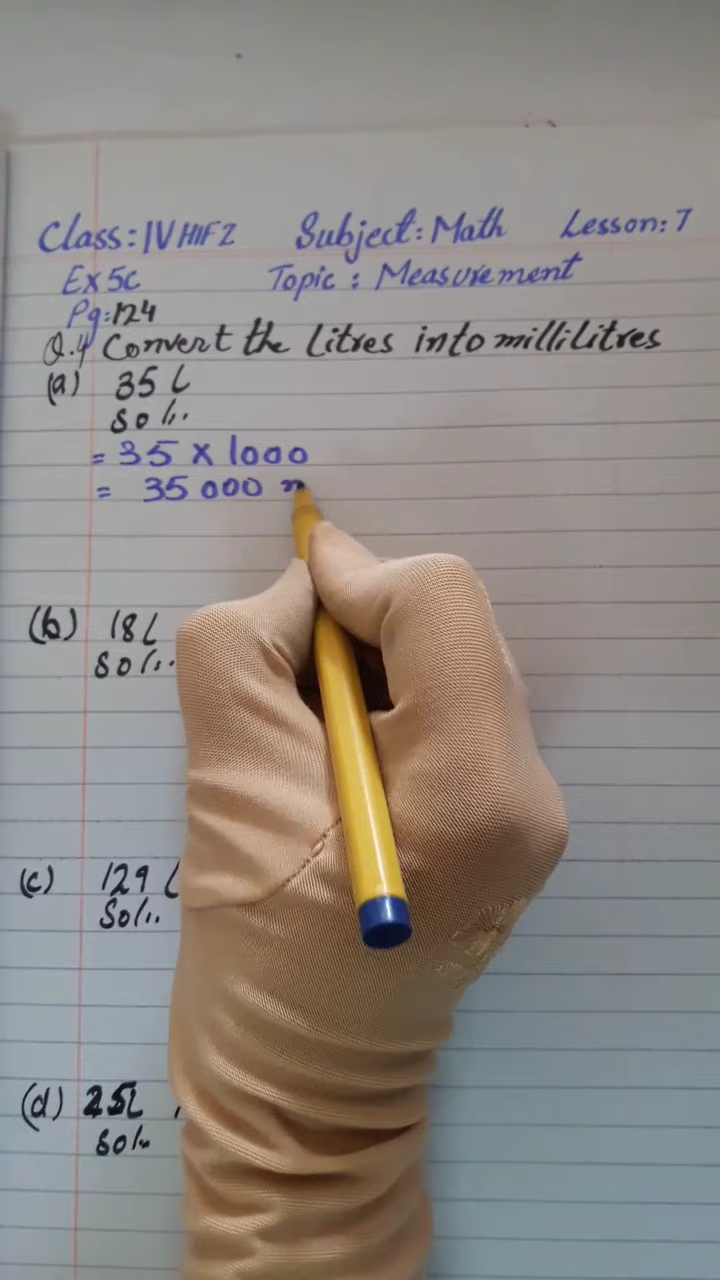 Class: IV HIFZ Subject: Math Lesson: 7
Ex 5c Topic: Measurement
Pg: 124
Q.4 Convert the Litres into millilitres
(a) 35 L
Sol:.
= 35 × 1000
= 35 000 m
(b) 18L
Sol:.
(c) 129 L
Sol:.
(d) 25L
Sol:.